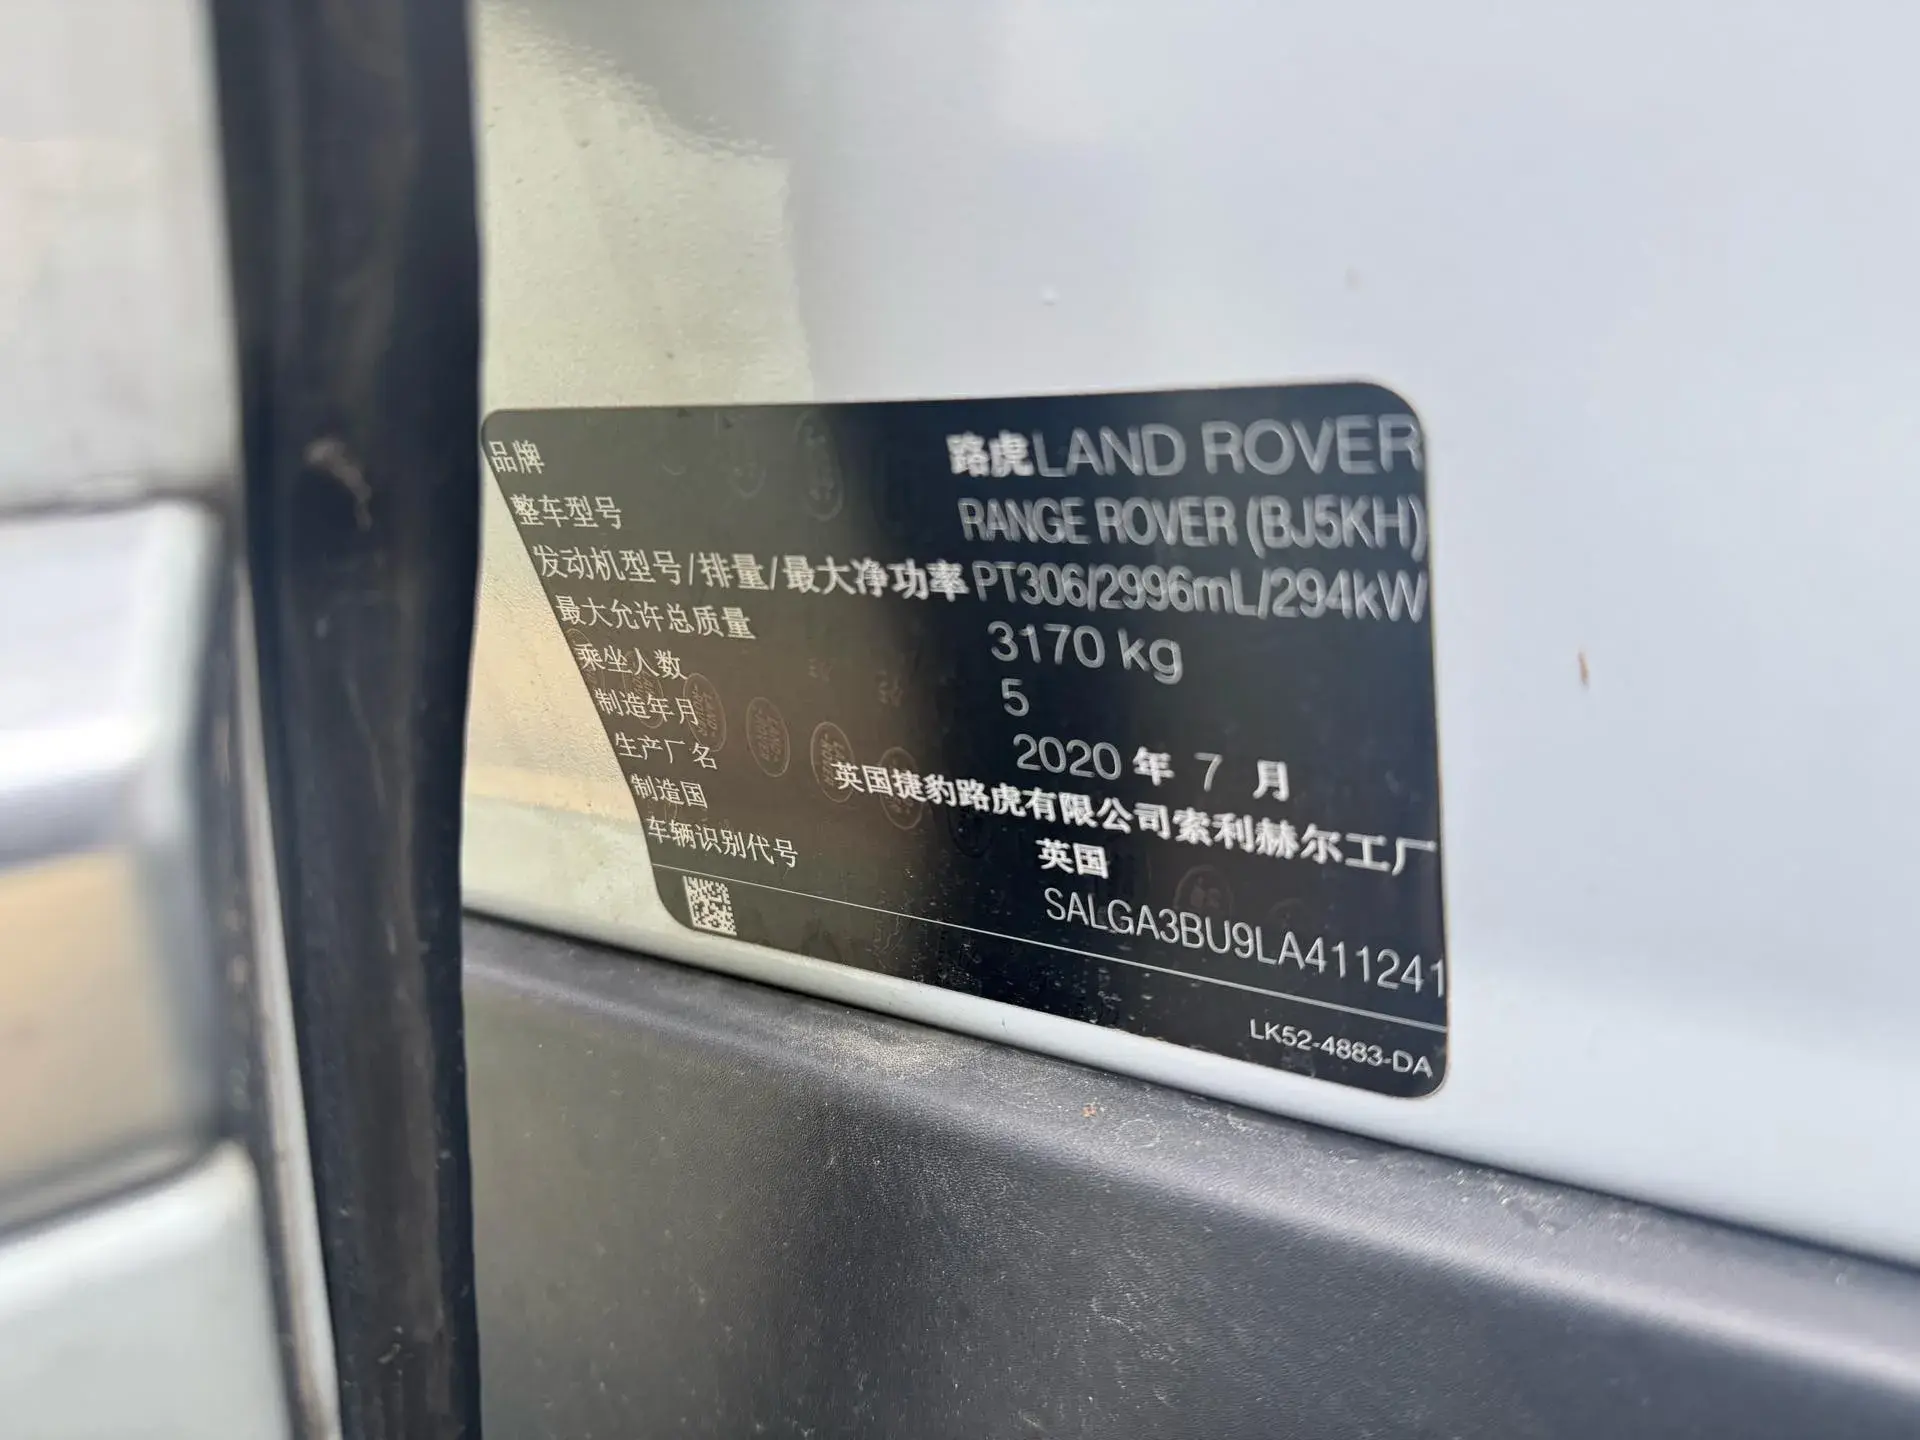 品牌 路虎LAND ROVER
整车型号 RANGE ROVER (BJ5KH)
发动机型号/排量/最大净功率 PT306/2996mL/294kW
最大允许总质量 3170 kg
乘坐人数 5
制造年月 2020 年 7 月
生产厂名 英国捷豹路虎有限公司索利赫尔工厂
制造国 英国
车辆识别代号 SALGA3BU9LA411241
LK52-4883-DA